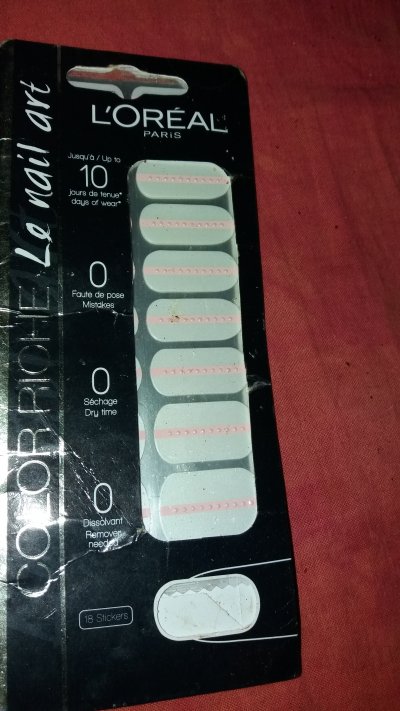 L'ORÉAL
PARIS
Jusqu'à / Up to
10
jours de tenue*
days of wear*
0
Faute de pose
Mistakes
0
Séchage
Dry time
0
Dissolvant
Remover
needed
18 Stickers
COLOR RICHE
Le nail art